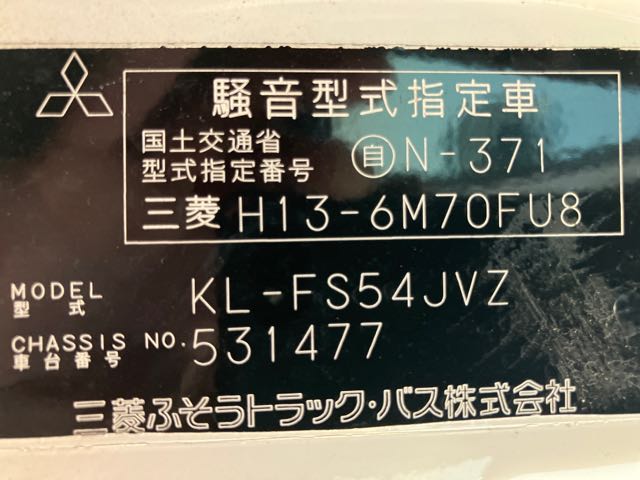 騒音型式指定車
国土交通省
型式指定番号 自N-371
三菱 H13-6M70FU8
MODEL
型式 KL-FS54JVZ
CHASSIS NO.
車台番号 531477
三菱ふそうトラック・バス株式会社